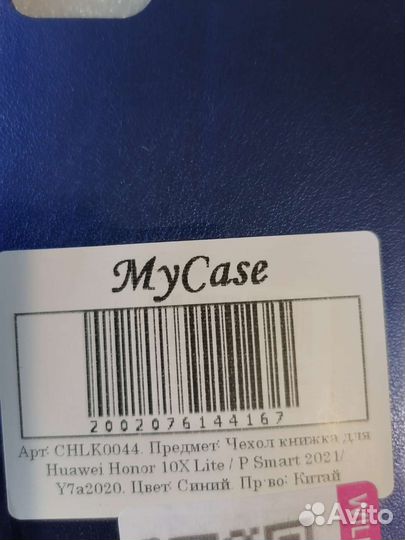 MyCase
2002076144167
Арт: CHLK0044. Предмет: Чехол книжка для
Huawei Honor 10X Lite / P Smart 2021/
Y7a2020. Цвет: Синий. Пр-во: Китай
Avito